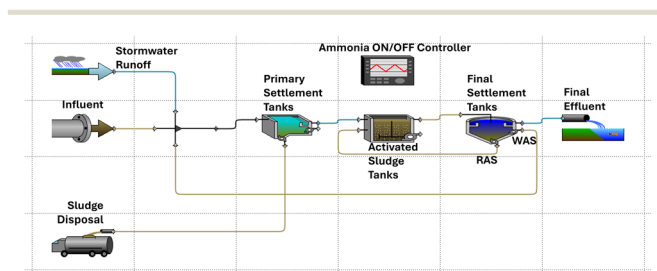 Stormwater
Runoff
Ammonia ON/OFF Controller
Primary
Settlement
Tanks
Final
Settlement
Tanks
Final
Effluent
Influent
Activated
Sludge
Tanks
WAS
RAS
Sludge
Disposal